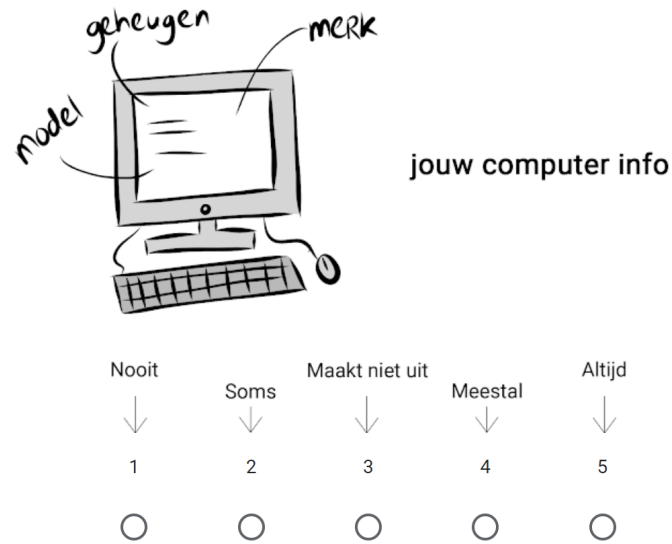 geheugen
merk
model
jouw computer info
Nooit
Soms
Maakt niet uit
Meestal
Altijd
1 2 3 4 5